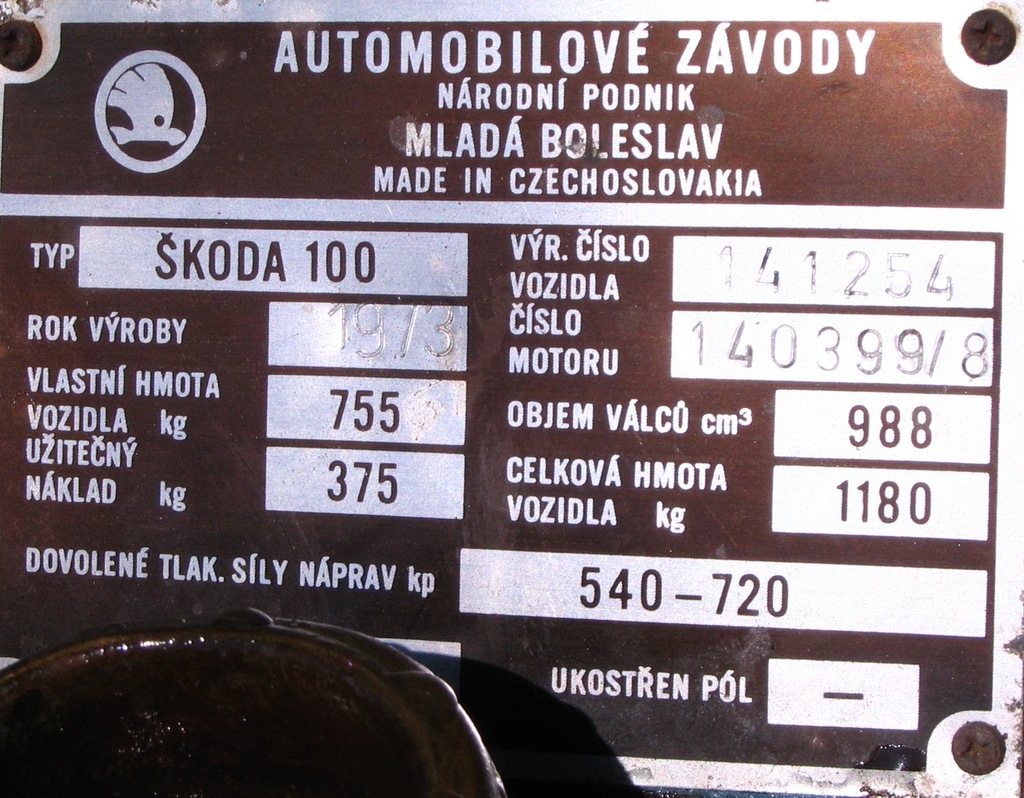 AUTOMOBILOVÉ ZÁVODY
NÁRODNÍ PODNIK
MLADÁ BOLESLAV
MADE IN CZECHOSLOVAKIA
TYP ŠKODA 100
ROK VÝROBY 1973
VLASTNÍ HMOTA
VOZIDLA kg 755
UŽITEČNÝ
NÁKLAD kg 375
VÝR. ČÍSLO
VOZIDLA 141254
ČÍSLO
MOTORU 140399/8
OBJEM VÁLCŮ cm³ 988
CELKOVÁ HMOTA
VOZIDLA kg 1180
DOVOLENÉ TLAK. SÍLY NÁPRAV kp 540 – 720
UKOSTŘEN PÓL –